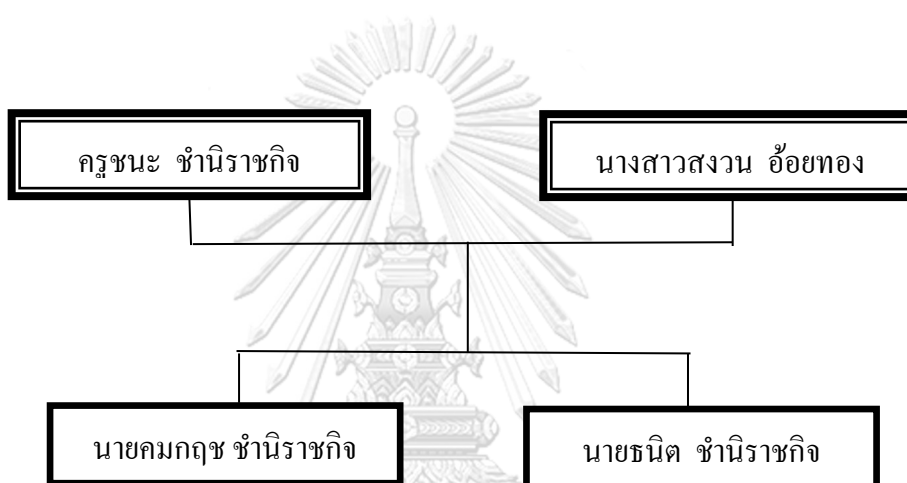 ครูชนะ ชำนิราชกิจ
นางสาวสงวน อ้อยทอง
นายคมกฤช ชำนิราชกิจ
นายธนิต ชำนิราชกิจ